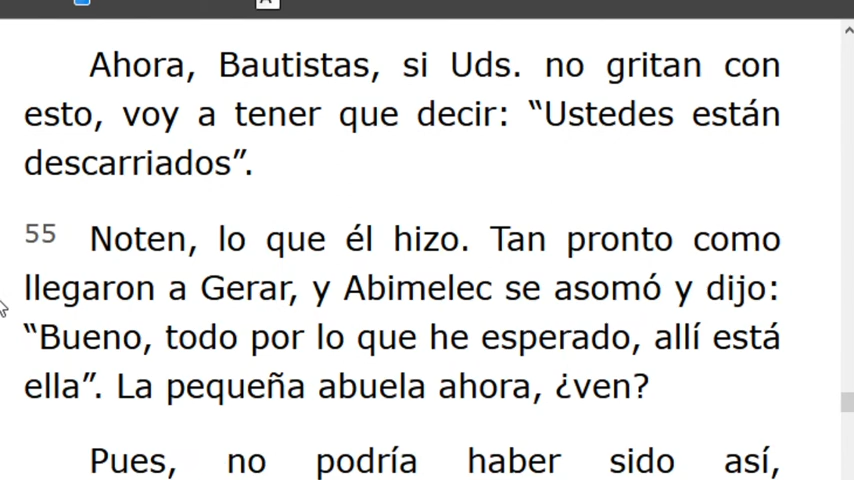 Ahora, Bautistas, si Uds. no gritan con
esto, voy a tener que decir: “Ustedes están
descarriados”.
55 Noten, lo que él hizo. Tan pronto como
llegaron a Gerar, y Abimelec se asomó y dijo:
“Bueno, todo por lo que he esperado, allí está
ella”. La pequeña abuela ahora, ¿ven?
Pues, no podría haber sido así,